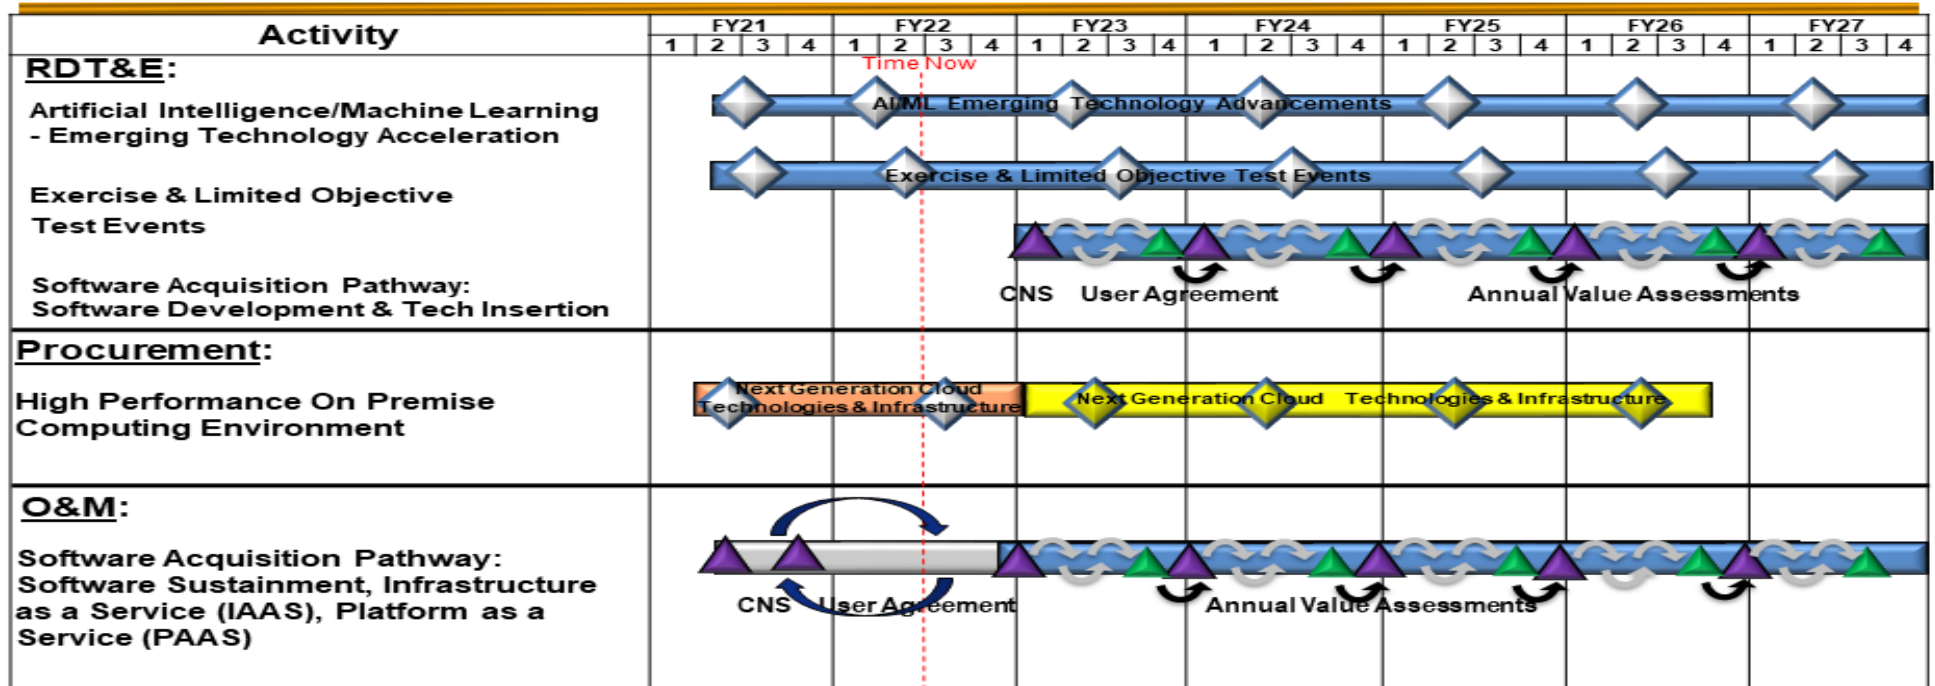 Activity
FY21 FY22 FY23 FY24 FY25 FY26 FY27
1 2 3 4 1 2 3 4 1 2 3 4 1 2 3 4 1 2 3 4 1 2 3 4 1 2 3 4
Time Now
RDT&E:
Artificial Intelligence/Machine Learning
- Emerging Technology Acceleration
AI/ML Emerging Technology Advancements
Exercise & Limited Objective
Test Events
Exercise & Limited Objective Test Events
Software Acquisition Pathway:
Software Development & Tech Insertion
CNS User Agreement Annual Value Assessments
Procurement:
High Performance On Premise
Computing Environment
Next Generation Cloud
Technologies & Infrastructure
Next Generation Cloud Technologies & Infrastructure
O&M:
Software Acquisition Pathway:
Software Sustainment, Infrastructure
as a Service (IAAS), Platform as a
Service (PAAS)
CNS User Agreement Annual Value Assessments